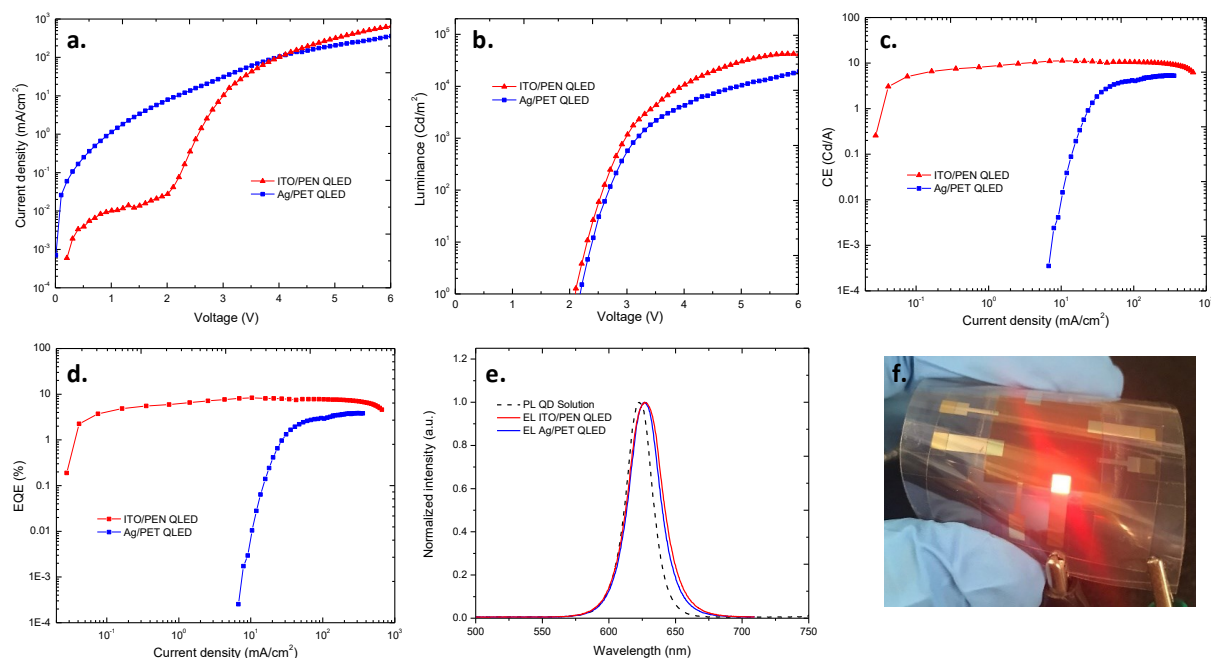 a.
10³
10²
10¹
10⁰
10⁻¹
10⁻²
10⁻³
10⁻⁴
Current density (mA/cm²)
ITO/PEN QLED
Ag/PET QLED
0 1 2 3 4 5 6
Voltage (V)
b.
10⁵
10⁴
10³
10²
10¹
10⁰
Luminance (Cd/m²)
ITO/PEN QLED
Ag/PET QLED
0 1 2 3 4 5 6
Voltage (V)
c.
100
10
1
0.1
0.01
1E-3
1E-4
CE (Cd/A)
ITO/PEN QLED
Ag/PET QLED
10⁻¹ 10⁰ 10¹ 10² 10³
Current density (mA/cm²)
d.
100
10
1
0.1
0.01
1E-3
1E-4
EQE (%)
ITO/PEN QLED
Ag/PET QLED
10⁻¹ 10⁰ 10¹ 10² 10³
Current density (mA/cm²)
e.
1.2
1.0
0.8
0.6
0.4
0.2
0.0
Normalized intensity (a.u.)
PL QD Solution
EL ITO/PEN QLED
EL Ag/PET QLED
500 550 600 650 700 750
Wavelength (nm)
f.